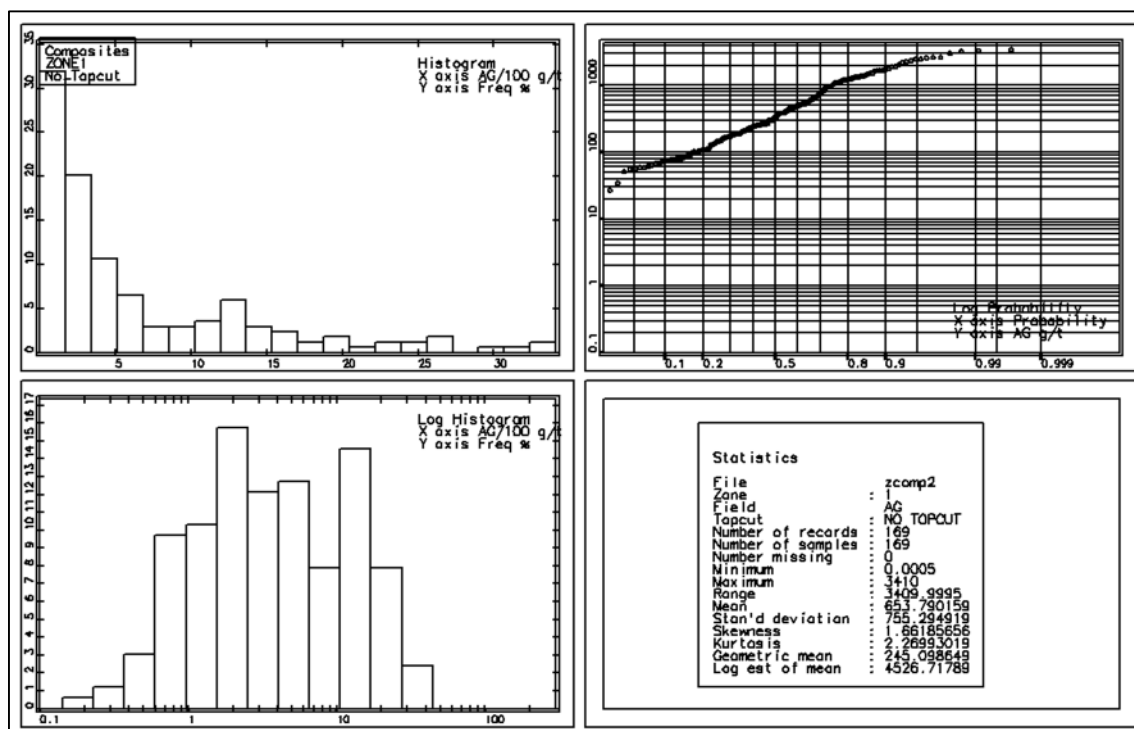 Composites
ZONE1
No Tapcut
Histogram
X axis AG/100 g/t
Y axis Freq %
35
30
25
20
15
10
5
0
5
10
15
20
25
30
Log Probability
X axis Probability
Y axis AG g/t
1000
100
10
1
0.1
0.1
0.2
0.5
0.8
0.9
0.99
0.999
Log Histogram
X axis AG/100 g/t
Y axis Freq %
17
16
15
14
13
12
11
10
9
8
7
6
5
4
3
2
1
0
0.1
1
10
100
Statistics
File zcomp2
Zone : 1
Field : AG
Tapcut : NO TOPCUT
Number of records : 169
Number of samples : 169
Number missing : 0
Minimum : 0.0005
Maximum : 3410
Range : 3409.9995
Mean : 653.790159
Stan'd deviation : 755.294919
Skewness : 1.66185656
Kurtosis : 2.26993019
Geometric mean : 245.098649
Log est of mean : 4526.71789